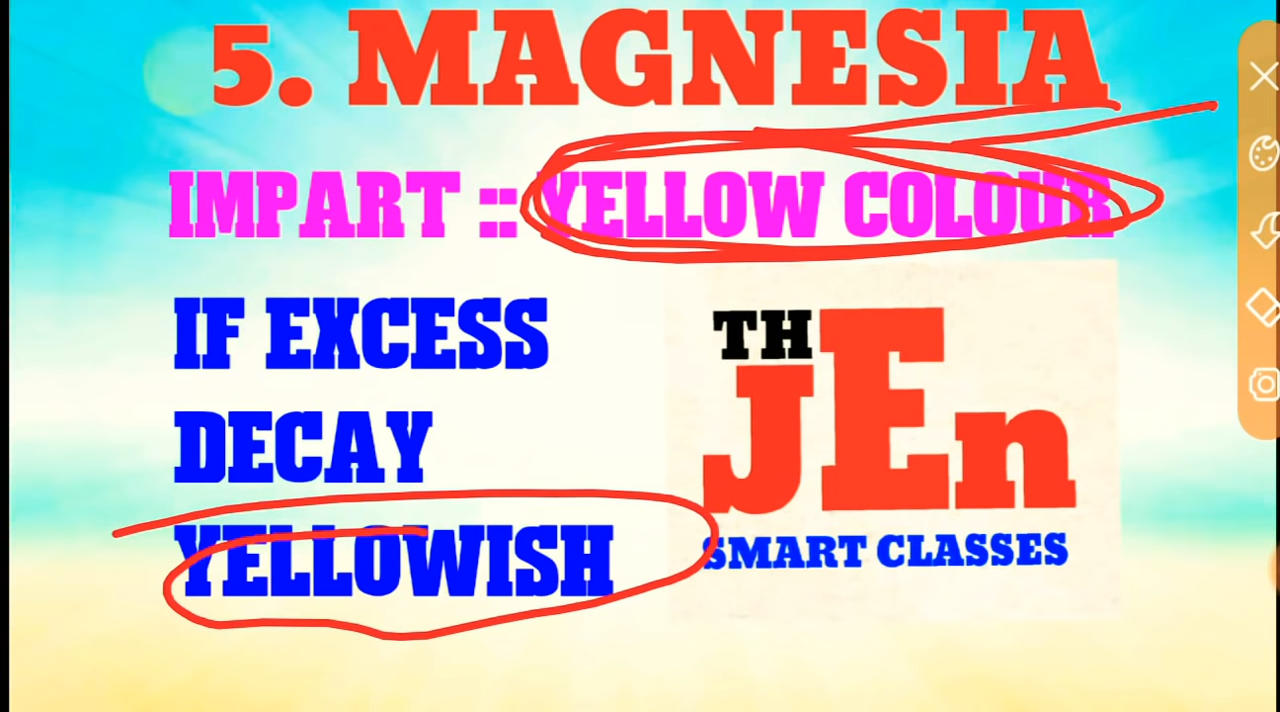 5. MAGNESIA
IMPART :: YELLOW COLOUR
IF EXCESS
DECAY
YELLOWISH
TH
JEn
SMART CLASSES